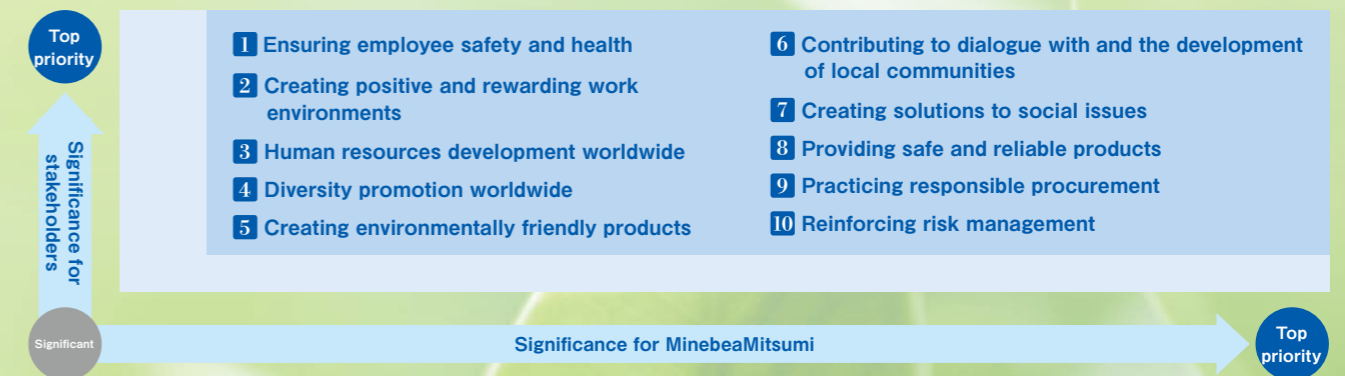 Top
priority
1 Ensuring employee safety and health
2 Creating positive and rewarding work
environments
3 Human resources development worldwide
4 Diversity promotion worldwide
5 Creating environmentally friendly products
6 Contributing to dialogue with and the development
of local communities
7 Creating solutions to social issues
8 Providing safe and reliable products
9 Practicing responsible procurement
10 Reinforcing risk management
Significance for
stakeholders
Significant
Significance for MinebeaMitsumi
Top
priority